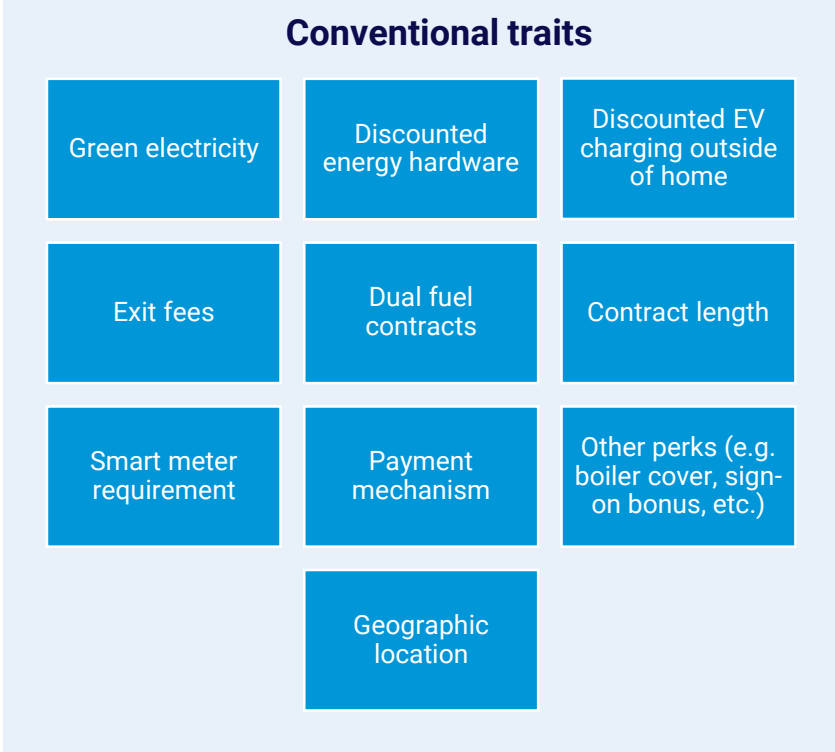 Conventional traits
Green electricity
Discounted
energy hardware
Discounted EV
charging outside
of home
Exit fees
Dual fuel
contracts
Contract length
Smart meter
requirement
Payment
mechanism
Other perks (e.g.
boiler cover, sign-
on bonus, etc.)
Geographic
location